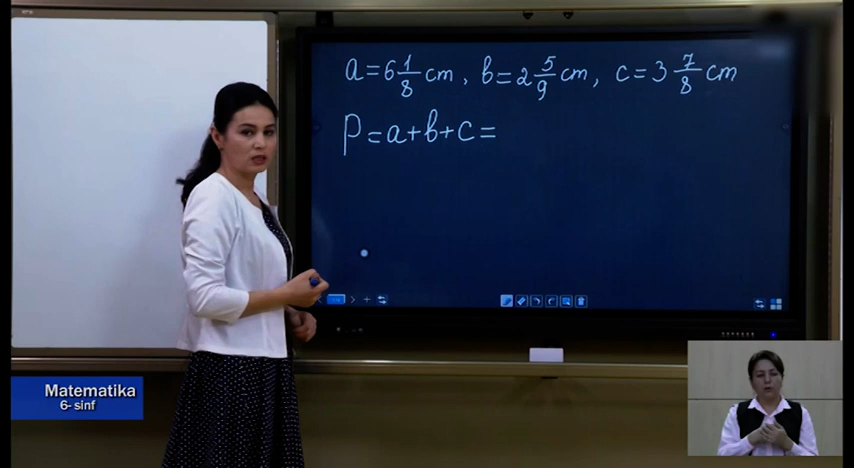 a = 6 1/8 cm, b = 2 5/9 cm, c = 3 7/8 cm
P = a + b + c =
Matematika
6- sinf